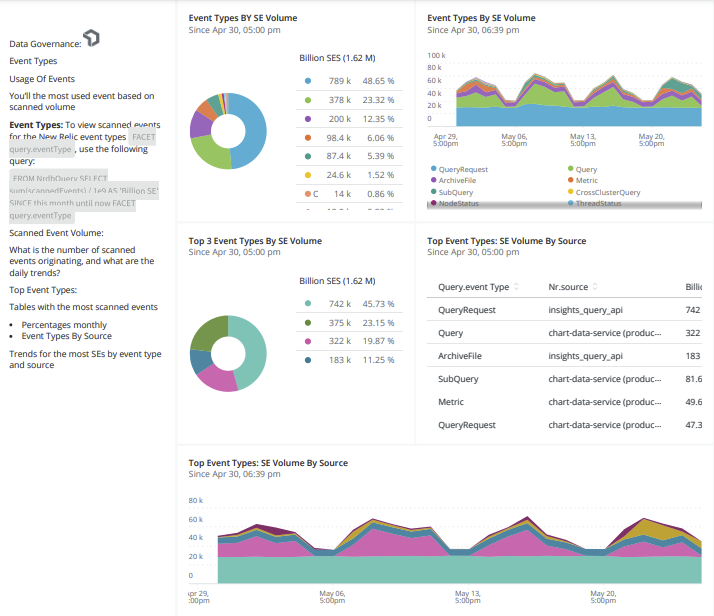 Data Governance:
Event Types
Usage Of Events
You'll the most used event based on
scanned volume
Event Types: To view scanned events
for the New Relic event types FACET
query.eventType , use the following
query:
FROM NrdbQuery SELECT
sum(scannedEvents) / 1e9 AS 'Billion SE'
SINCE this month until now FACET
query.eventType
Scanned Event Volume:
What is the number of scanned
events originating, and what are the
daily trends?
Top Event Types:
Tables with the most scanned events
• Percentages monthly
• Event Types By Source
Trends for the most SEs by event type
and source
Event Types BY SE Volume
Since Apr 30, 05:00 pm
Billion SES (1.62 M)
789 k 48.65 %
378 k 23.32 %
200 k 12.35 %
98.4 k 6.06 %
87.4 k 5.39 %
24.6 k 1.52 %
C 14 k 0.86 %
Event Types By SE Volume
Since Apr 30, 06:39 pm
100 k
80 k
60 k
40 k
20 k
0
Apr 29, 5:00pm
May 06, 5:00pm
May 13, 5:00pm
May 20, 5:00pm
QueryRequest Query
ArchiveFile Metric
SubQuery CrossClusterQuery
NodeStatus ThreadStatus
Top 3 Event Types By SE Volume
Since Apr 30, 05:00 pm
Billion SES (1.62 M)
742 k 45.73 %
375 k 23.15 %
322 k 19.87 %
183 k 11.25 %
Top Event Types: SE Volume By Source
Since Apr 30, 05:00 pm
Query.event Type Nr.source Billi
QueryRequest insights_query_api 742
Query chart-data-service (produc... 322
ArchiveFile insights_query_api 183
SubQuery chart-data-service (produc... 81.6
Metric chart-data-service (produc... 49.6
QueryRequest chart-data-service (produc... 47.3
Top Event Types: SE Volume By Source
Since Apr 30, 06:39 pm
80 k
60 k
40 k
20 k
0
pr 29, :00pm
May 06, 5:00pm
May 13, 5:00pm
May 20, 5:00pm